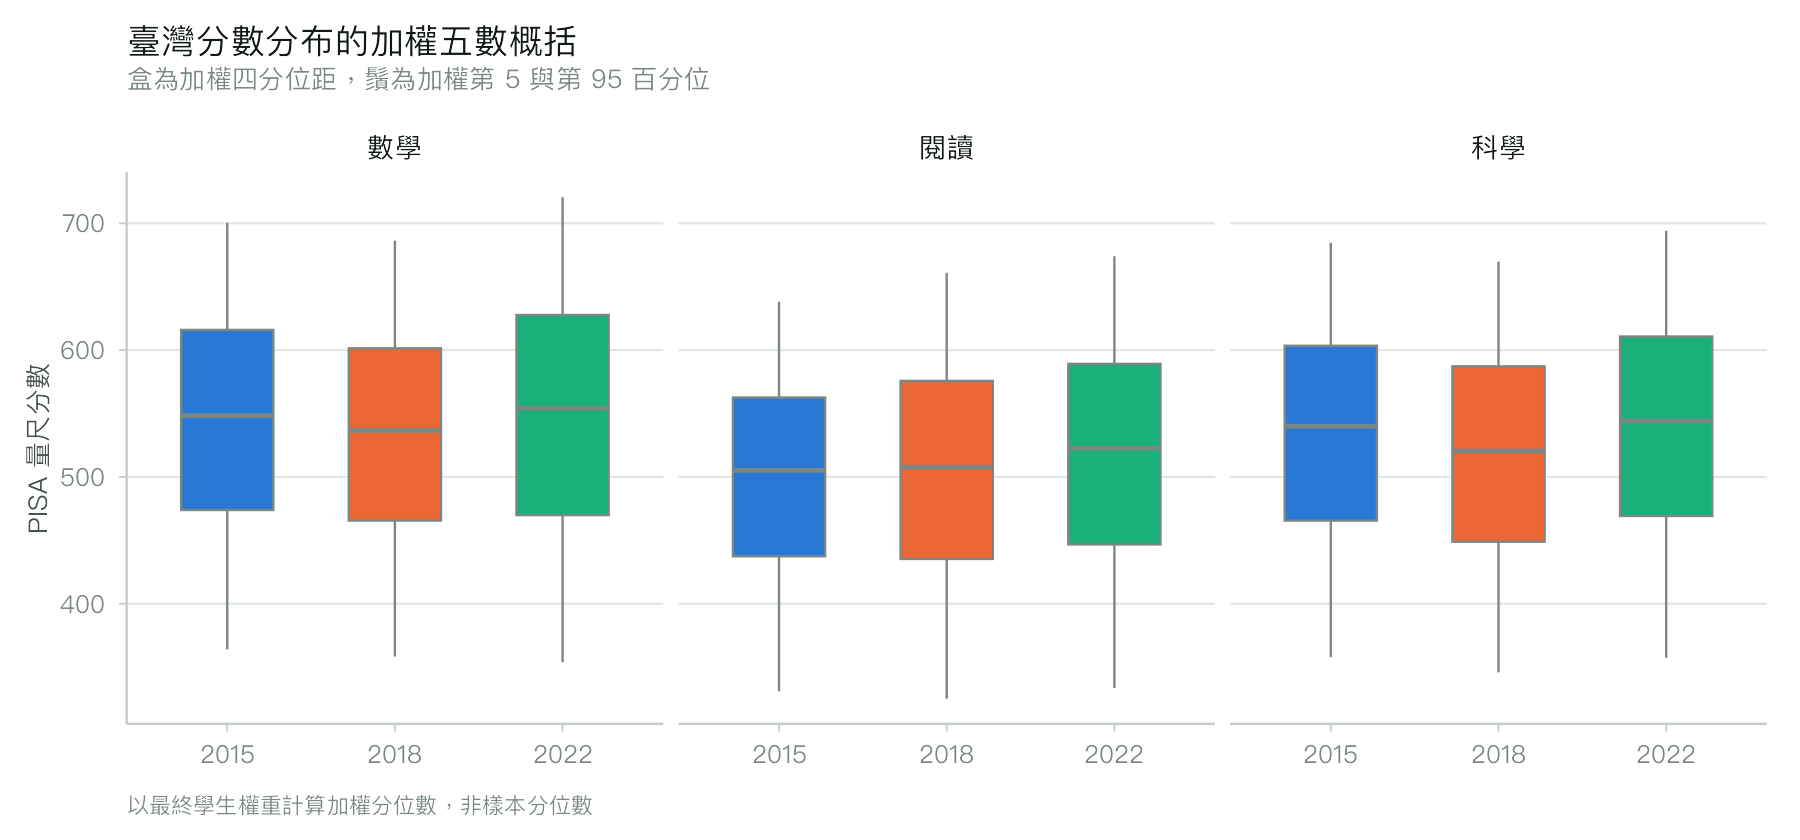 臺灣分數分布的加權五數概括
盒為加權四分位距，鬚為加權第 5 與第 95 百分位
數學
閱讀
科學
PISA 量尺分數
700
600
500
400
2015
2018
2022
2015
2018
2022
2015
2018
2022
以最終學生權重計算加權分位數，非樣本分位數